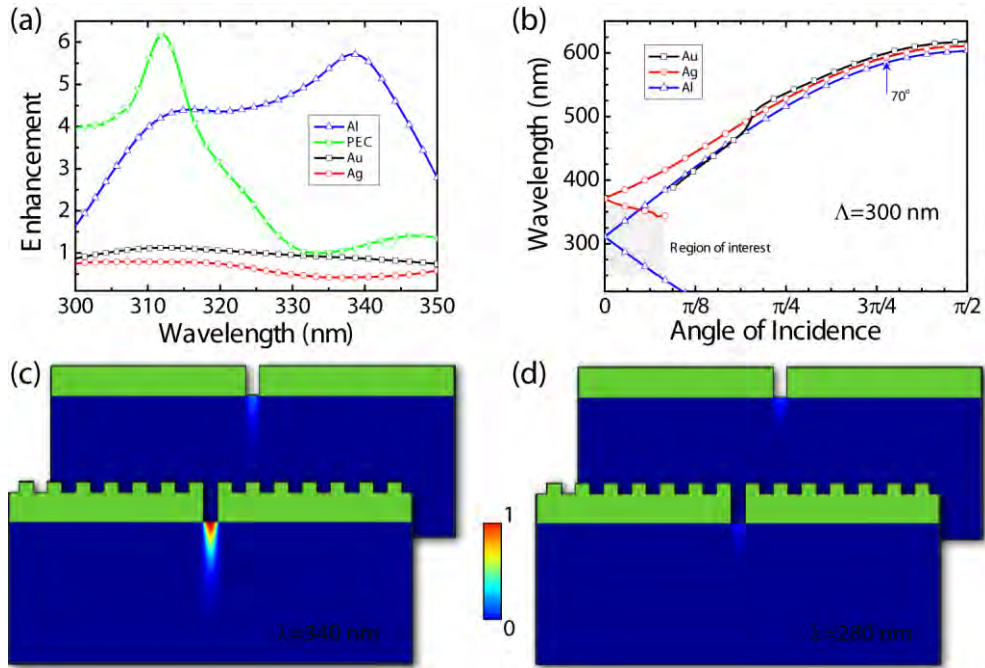 (a)
6
5
4
3
2
1
Enhancement
Al
PEC
Au
Ag
300 310 320 330 340 350
Wavelength (nm)
(b)
600
500
400
300
Wavelength (nm)
Au
Ag
Al
70°
Λ=300 nm
Region of interest
0 π/8 π/4 3π/4 π/2
Angle of Incidence
(c)
λ=340 nm
1
0
(d)
λ=280 nm